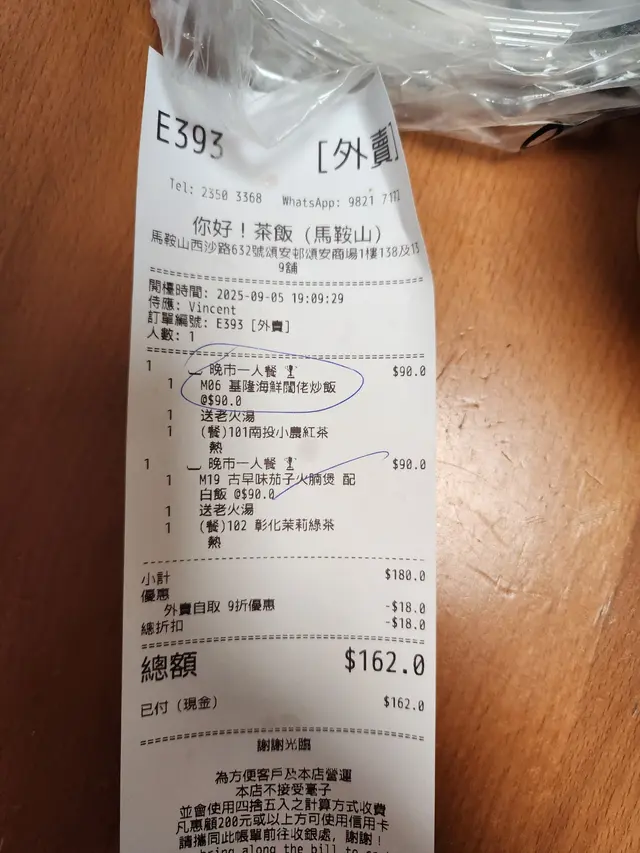 E393 [外賣]
Tel: 2350 3368 WhatsApp: 9821 7192
你好！茶飯（馬鞍山）
馬鞍山西沙路632號頌安邨頌安商場1樓138及13
9舖
開檯時間: 2025-09-05 19:09:29
侍應: Vincent
訂單編號: E393 [外賣]
人數: 1
1 晚市一人餐 $90.0
1 M06 基隆海鮮闊佬炒飯
@$90.0
1 送老火湯
1 (餐)101南投小農紅茶
熱
1 晚市一人餐 $90.0
1 M19 古早味茄子火腩煲 配
白飯 @$90.0
1 送老火湯
1 (餐)102 彰化茉莉綠茶
熱
小計 $180.0
優惠
外賣自取 9折優惠 -$18.0
總折扣 -$18.0
總額 $162.0
已付（現金） $162.0
謝謝光臨
為方便客戶及本店營運
本店不接受毫子
並會使用四捨五入之計算方式收費
凡惠顧200元或以上方可使用信用卡
請攜同此帳單前往收銀處, 謝謝！
bring along the bill to